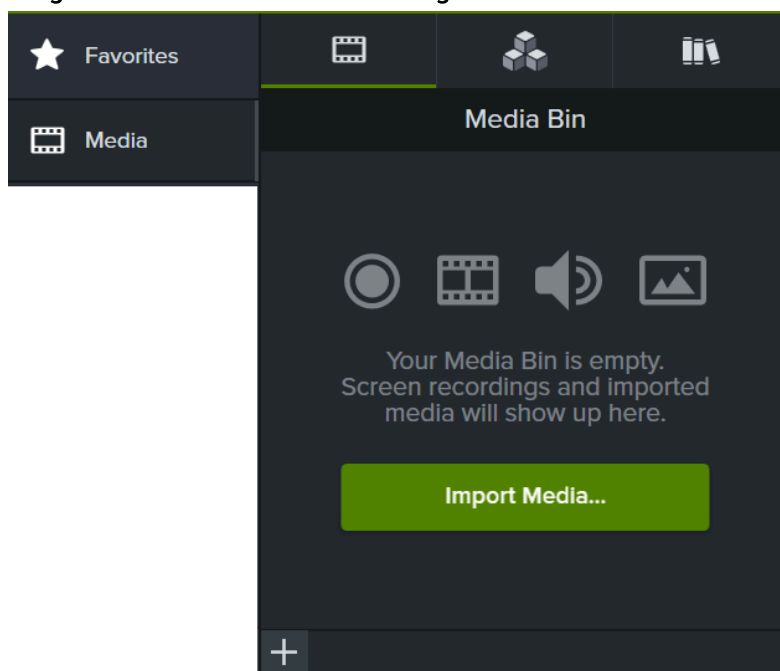 Favorites
Media
Media Bin
Your Media Bin is empty.
Screen recordings and imported
media will show up here.
Import Media...